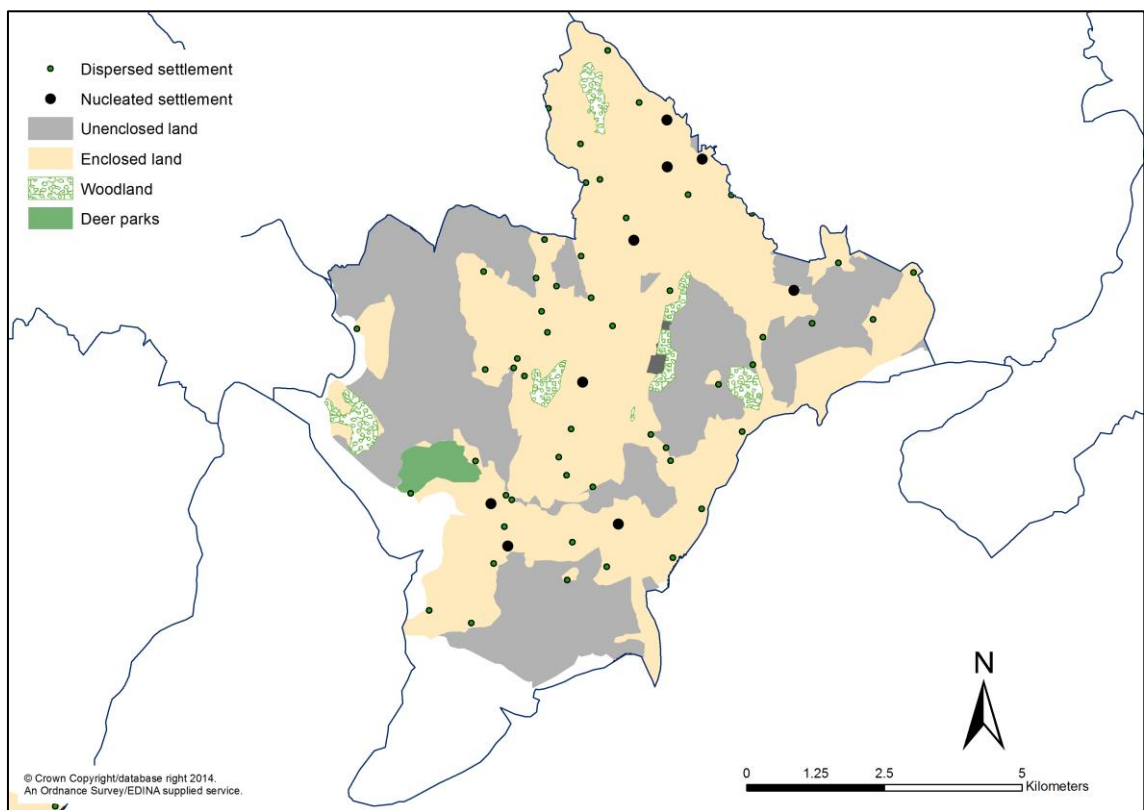 Dispersed settlement
Nucleated settlement
Unenclosed land
Enclosed land
Woodland
Deer parks
N
0 1.25 2.5 5
Kilometers
© Crown Copyright/database right 2014.
An Ordnance Survey/EDINA supplied service.